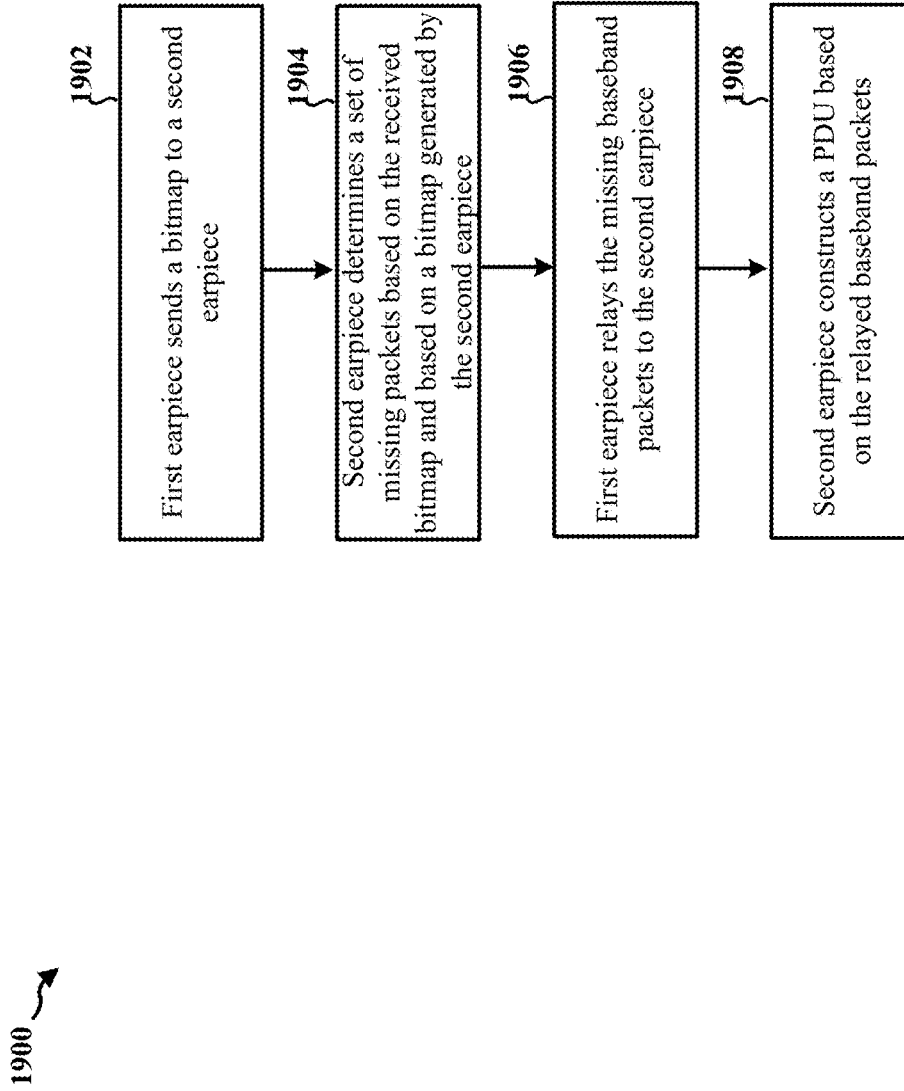 1900
1902
First earpiece sends a bitmap to a second
earpiece
1904
Second earpiece determines a set of
missing packets based on the received
bitmap and based on a bitmap generated by
the second earpiece
1906
First earpiece relays the missing baseband
packets to the second earpiece
1908
Second earpiece constructs a PDU based
on the relayed baseband packets